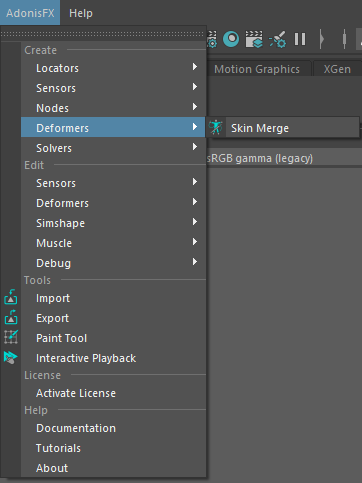 AdonisFX Help
Create
Locators
Sensors
Nodes
Deformers
Skin Merge
Solvers
Edit
Sensors
Deformers
Simshape
Muscle
Debug
Tools
Import
Export
Paint Tool
Interactive Playback
License
Activate License
Help
Documentation
Tutorials
About
Motion Graphics XGen
sRGB gamma (legacy)